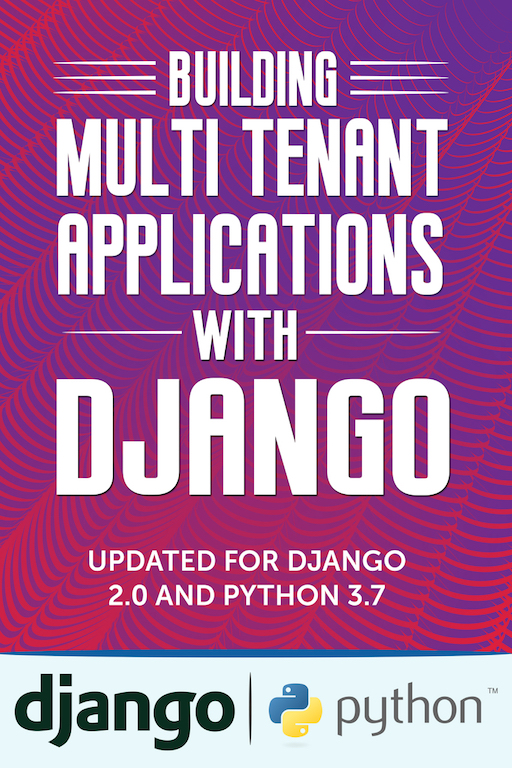 BUILDING
MULTI TENANT
APPLICATIONS
WITH
DJANGO
UPDATED FOR DJANGO
2.0 AND PYTHON 3.7
django
python™